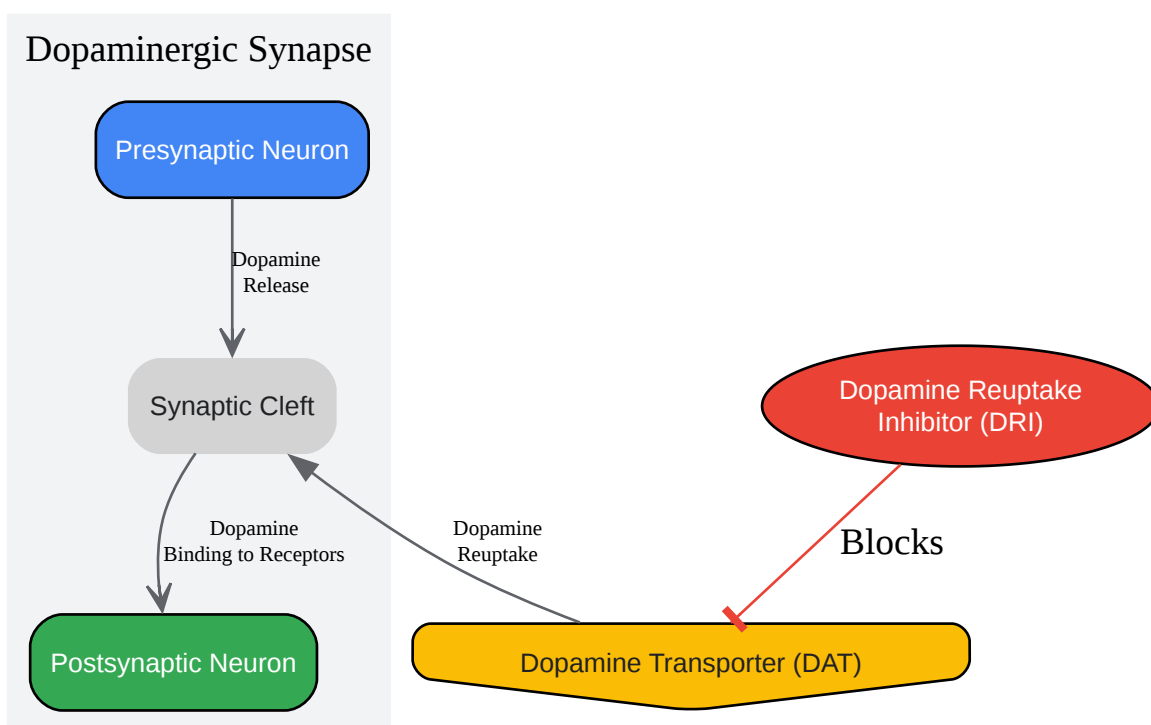 Dopaminergic Synapse
Presynaptic Neuron
Dopamine
Release
Synaptic Cleft
Dopamine Reuptake
Inhibitor (DRI)
Dopamine
Binding to Receptors
Dopamine
Reuptake
Blocks
Postsynaptic Neuron
Dopamine Transporter (DAT)